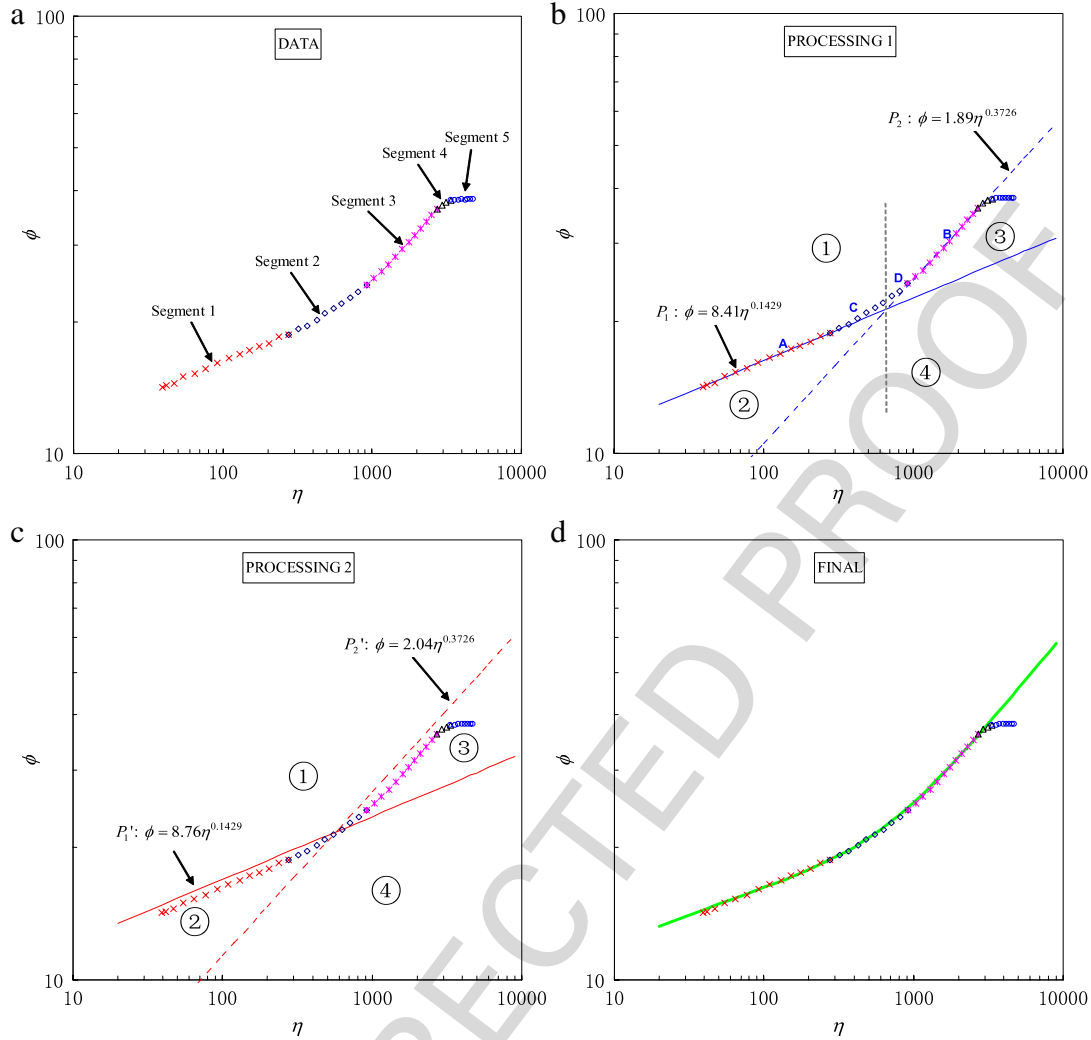 a
100
DATA
Segment 5
Segment 4
Segment 3
Segment 2
Segment 1
ϕ
10
10
100
1000
10000
η
b
100
PROCESSING 1
P₂ : ϕ = 1.89η^0.3726
①
③
B
D
C
P₁ : ϕ = 8.41η^0.1429
A
②
④
ϕ
10
10
100
1000
10000
η
c
100
PROCESSING 2
P₂': ϕ = 2.04η^0.3726
①
③
P₁': ϕ = 8.76η^0.1429
②
④
ϕ
10
10
100
1000
10000
η
d
100
FINAL
ϕ
10
10
100
1000
10000
η
RECTED PROOF